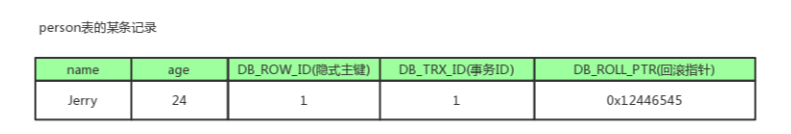 person表的某条记录
name age DB_ROW_ID(隐式主键) DB_TRX_ID(事务ID) DB_ROLL_PTR(回滚指针)
Jerry 24 1 1 0x12446545